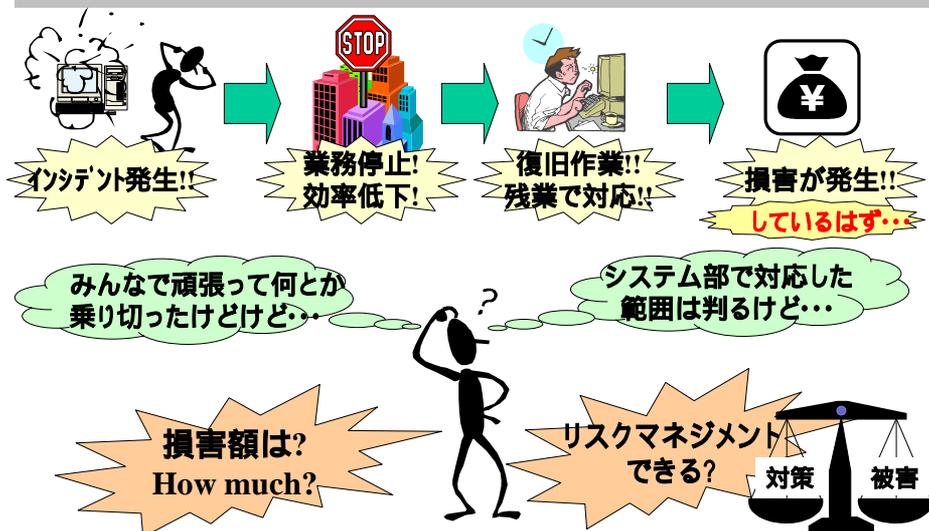 STOP
¥
インシデント発生!!
業務停止!
効率低下!
復旧作業!!
残業で対応!!
損害が発生!!
しているはず･･･
みんなで頑張って何とか
乗り切ったけどけど･･･
システム部で対応した
範囲は判るけど･･･
?
損害額は?
How much?
リスクマネジメント
できる?
対策
被害